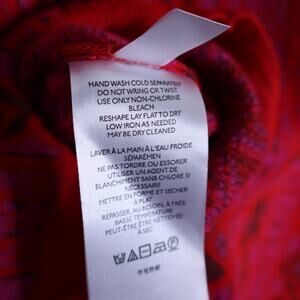 HAND WASH COLD SEPARATELY
DO NOT WRING OR TWIST
USE ONLY NON-CHLORINE
BLEACH
RESHAPE LAY FLAT TO DRY
LOW IRON AS NEEDED
MAY BE DRY CLEANED
LAVER À LA MAIN À L'EAU FROIDE
SÉPARÉMEN
NE PAS TORDRE OU ESSORER
UTILISER UN AGENT DE
BLANCHIMENT SANS CHLORE SI
NÉCESSAIRE
METTRE EN FORME ET SÉCHER
À PLAT
REPASSER, AU BESOIN, À
BASSE TEMPÉRATURE
PEUT-ÊTRE ÊTRE NETTOYÉE
À SEC